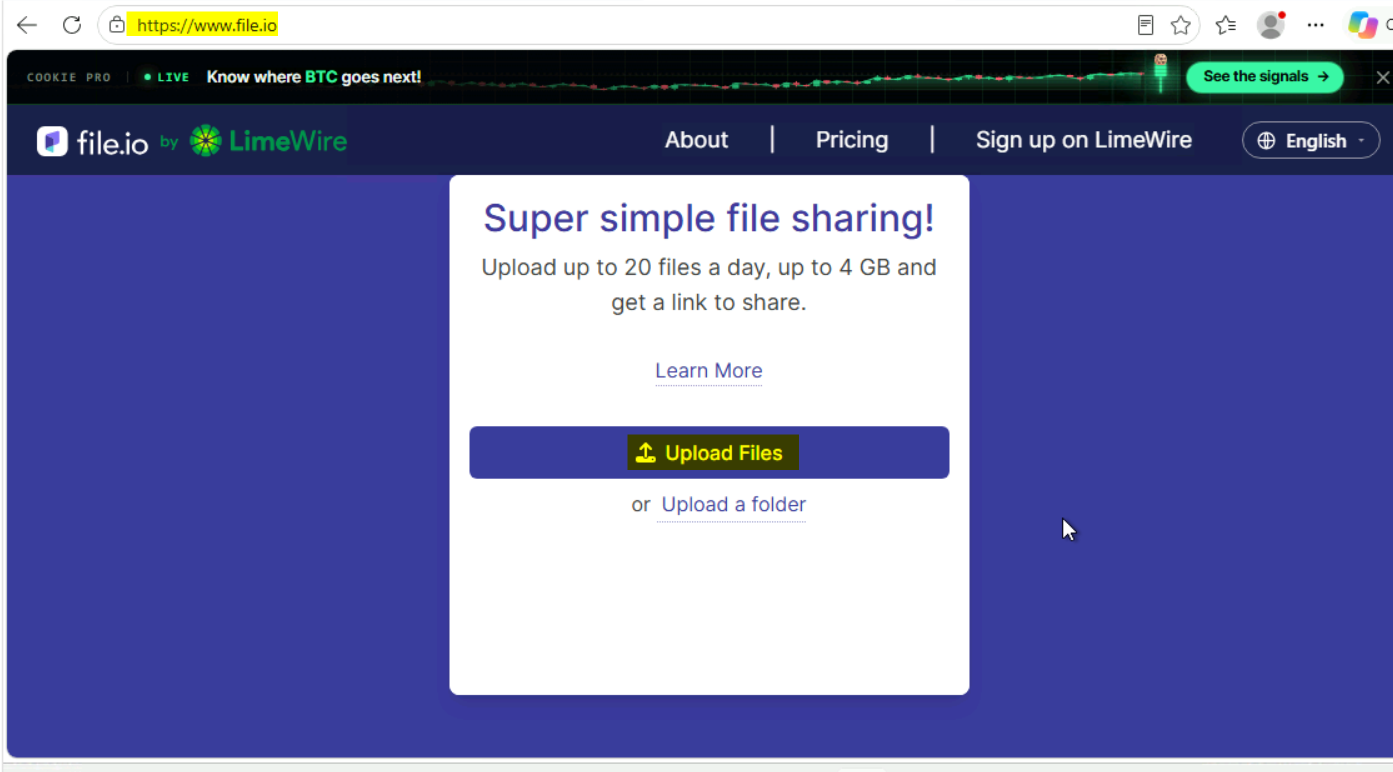 https://www.file.io
COOKIE PRO | • LIVE Know where BTC goes next! See the signals →
file.io by LimeWire About | Pricing | Sign up on LimeWire English
Super simple file sharing!
Upload up to 20 files a day, up to 4 GB and
get a link to share.
Learn More
Upload Files
or Upload a folder